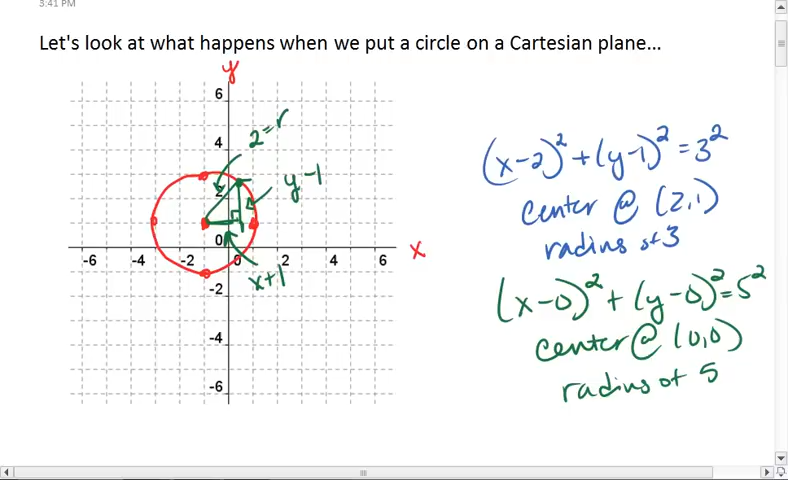 3:41 PM
Let's look at what happens when we put a circle on a Cartesian plane...
y
6
4
2
0
-2
-4
-6
-6 -4 -2 0 2 4 6
x
2=r
y-1
x+1
(x-2)² + (y-1)² = 3²
center @ (2,1)
radius of 3
(x-0)² + (y-0)² = 5²
center @ (0,0)
radius of 5